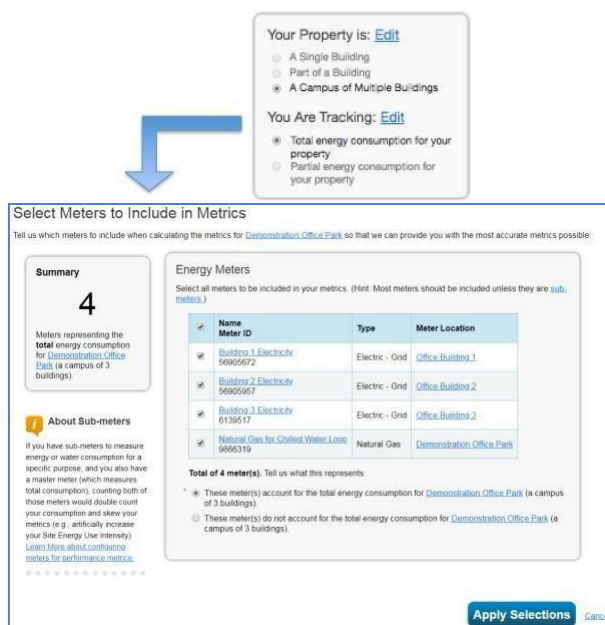 Your Property is: Edit
A Single Building
Part of a Building
A Campus of Multiple Buildings
You Are Tracking: Edit
Total energy consumption for your
property
Partial energy consumption for
your property
Select Meters to Include in Metrics
Tell us which meters to include when calculating the metrics for Demonstration Office Park so that we can provide you with the most accurate metrics possible.
Summary
4
Meters representing the
total energy consumption
for Demonstration Office
Park (a campus of 3
buildings).
About Sub-meters
If you have sub-meters to measure
energy or water consumption for a
specific purpose, and you also have
a master meter (which measures
total consumption), counting both of
those meters would double count
your consumption and skew your
metrics (e.g., artificially increase
your Site Energy Use Intensity)
Learn More about configuring
meters for performance metrics.
Energy Meters
Select all meters to be included in your metrics. (Hint: Most meters should be included unless they are sub-
meters.)
Name
Meter ID Type Meter Location
Building 1 Electricity
56905672 Electric - Grid Office Building 1
Building 2 Electricity
56905957 Electric - Grid Office Building 2
Building 3 Electricity
6139517 Electric - Grid Office Building 3
Natural Gas for Chilled Water Loop
9866319 Natural Gas Demonstration Office Park
Total of 4 meter(s). Tell us what this represents:
* These meter(s) account for the total energy consumption for Demonstration Office Park (a campus
of 3 buildings).
These meter(s) do not account for the total energy consumption for Demonstration Office Park (a
campus of 3 buildings).
Apply Selections Cance